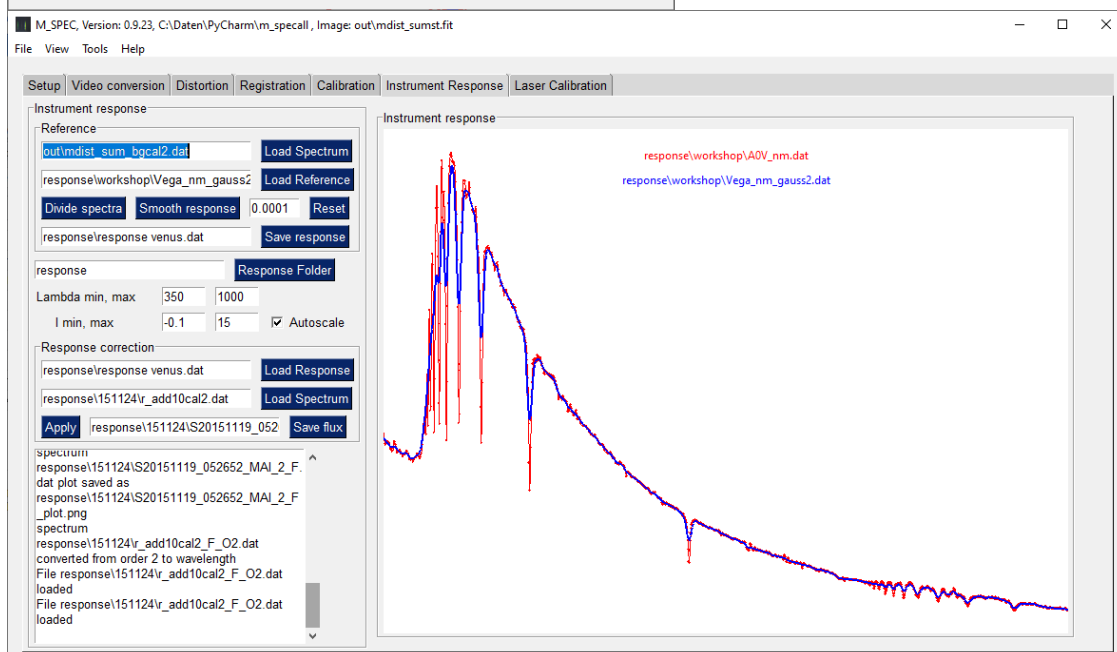 M_SPEC, Version: 0.9.23, C:\Daten\PyCharm\m_specall , Image: out\mdist_sumst.fit
File View Tools Help
Setup Video conversion Distortion Registration Calibration Instrument Response Laser Calibration
Instrument response
Reference
out\mdist_sum_bgcal2.dat Load Spectrum
response\workshop\Vega_nm_gauss2 Load Reference
Divide spectra Smooth response 0.0001 Reset
response\response venus.dat Save response
response Response Folder
Lambda min, max 350 1000
I min, max -0.1 15 Autoscale
Response correction
response\response venus.dat Load Response
response\151124\r_add10cal2.dat Load Spectrum
Apply response\151124\S20151119_052 Save flux
spectrum
response\151124\S20151119_052652_MAI_2_F.
dat plot saved as
response\151124\S20151119_052652_MAI_2_F
_plot.png
spectrum
response\151124\r_add10cal2_F_O2.dat
converted from order 2 to wavelength
File response\151124\r_add10cal2_F_O2.dat
loaded
File response\151124\r_add10cal2_F_O2.dat
loaded
Instrument response
response\workshop\A0V_nm.dat
response\workshop\Vega_nm_gauss2.dat